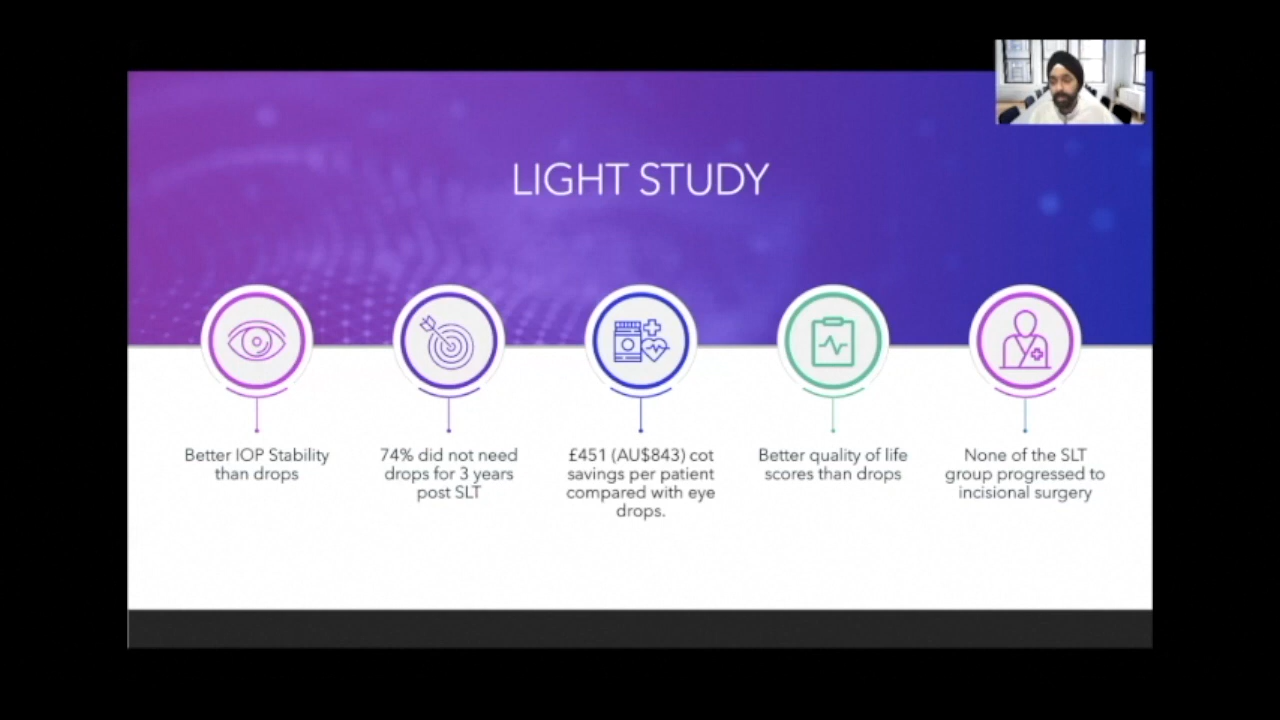 LIGHT STUDY
Better IOP Stability
than drops
74% did not need
drops for 3 years
post SLT
£451 (AU$843) cot
savings per patient
compared with eye
drops.
Better quality of life
scores than drops
None of the SLT
group progressed to
incisional surgery